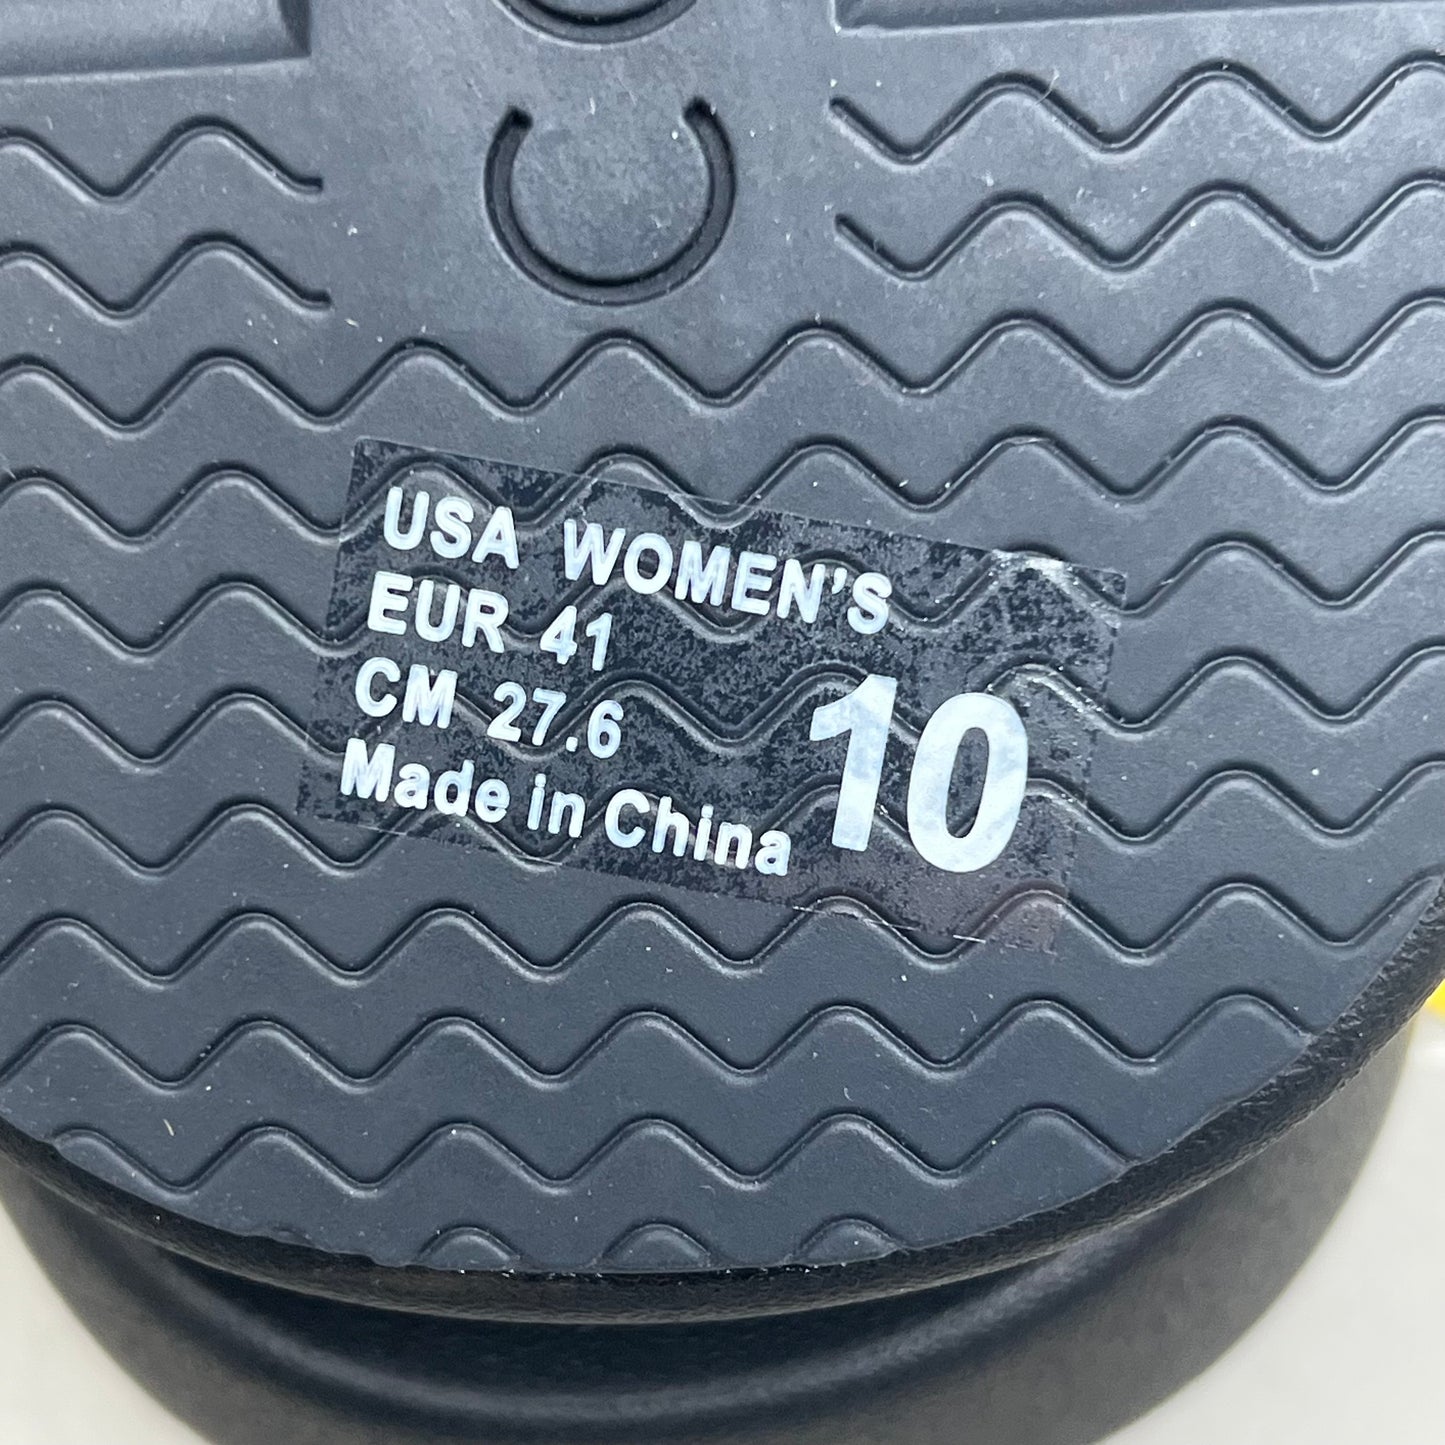 USA WOMEN'S
EUR 41
CM 27.6
Made in China
10